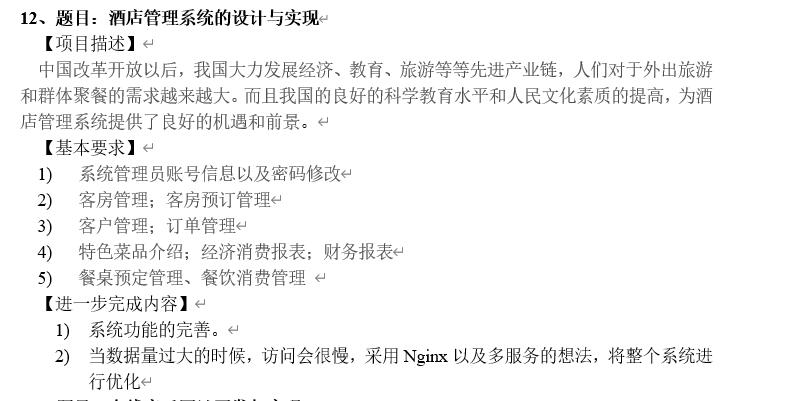 12、题目：酒店管理系统的设计与实现
【项目描述】
中国改革开放以后，我国大力发展经济、教育、旅游等等先进产业链，人们对于外出旅游
和群体聚餐的需求越来越大。而且我国的良好的科学教育水平和人民文化素质的提高，为酒
店管理系统提供了良好的机遇和前景。
【基本要求】
1) 系统管理员账号信息以及密码修改
2) 客房管理；客房预订管理
3) 客户管理；订单管理
4) 特色菜品介绍；经济消费报表；财务报表
5) 餐桌预定管理、餐饮消费管理
【进一步完成内容】
1) 系统功能的完善。
2) 当数据量过大的时候，访问会很慢，采用 Nginx 以及多服务的想法，将整个系统进
行优化